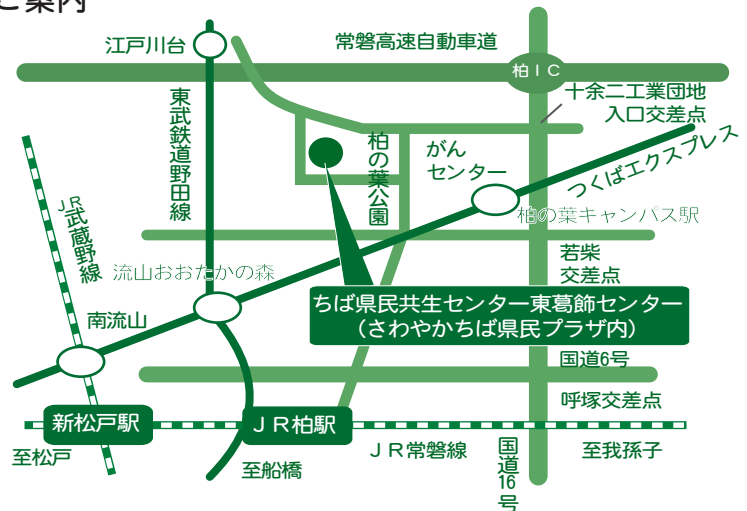 ご案内
江戸川台
常磐高速自動車道
柏IC
十余二工業団地
入口交差点
東武鉄道野田線
柏の葉公園
がん
センター
つくばエクスプレス
JR武蔵野線
柏の葉キャンパス駅
流山おおたかの森
若柴
交差点
ちば県民共生センター東葛飾センター
(さわやかちば県民プラザ内)
南流山
国道6号
呼塚交差点
新松戸駅
JR柏駅
至松戸
至船橋
JR常磐線
国道16号
至我孫子